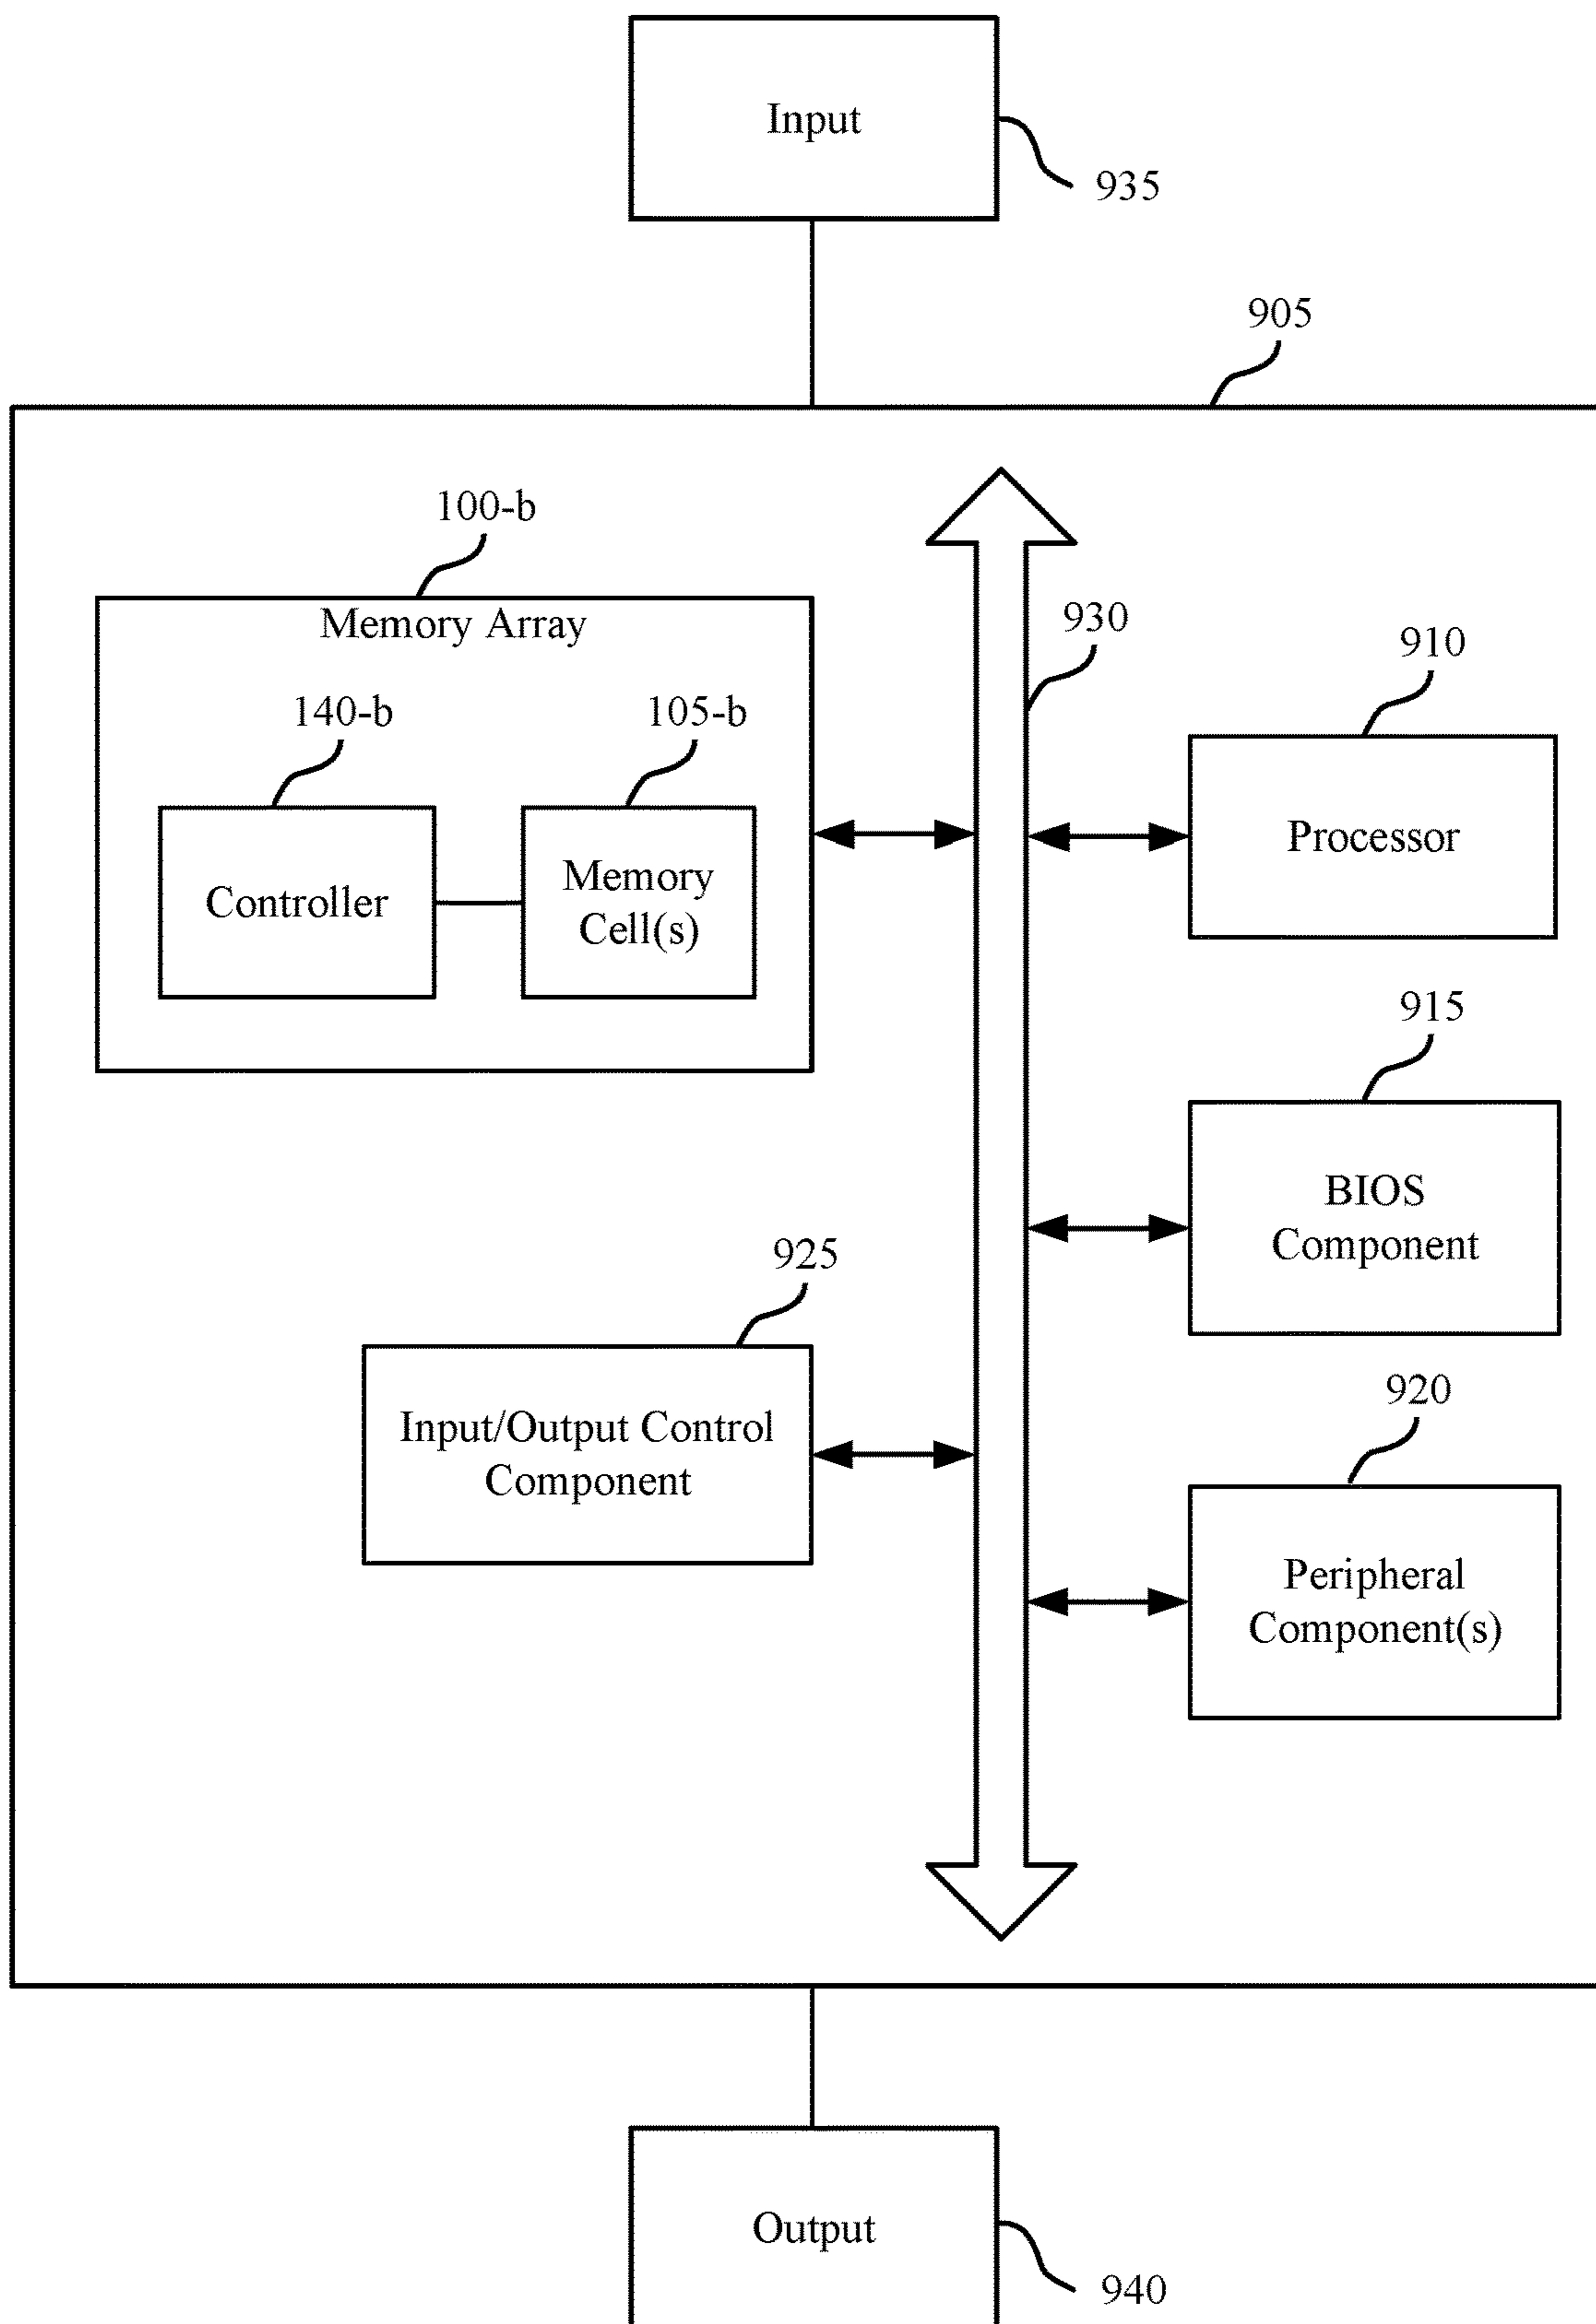 Input
935
905
100-b
Memory Array
930
910
140-b
105-b
Processor
Memory
Cell(s)
Controller
915
BIOS
Component
925
920
Input/Output Control
Component
Peripheral
Component(s)
Output
940